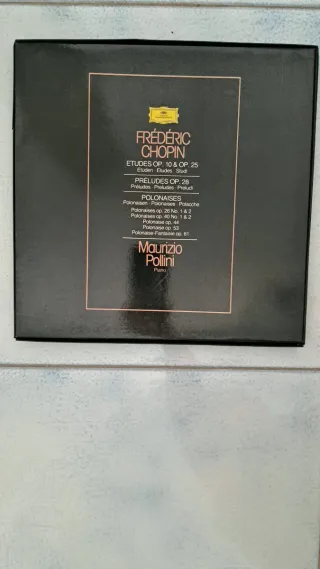 FRÉDÉRIC
CHOPIN
ETUDES OP. 10 & OP. 25
Etüden · Études · Studi
PRÉLUDES OP. 28
Préludes · Preludes · Preludi
POLONAISES
Polonaisen · Polonaises · Polacche
Polonaises op. 26 No. 1 & 2
Polonaises op. 40 No. 1 & 2
Polonaise op. 44
Polonaise op. 53
Polonaise-Fantaisie op. 61
Maurizio
Pollini
Piano